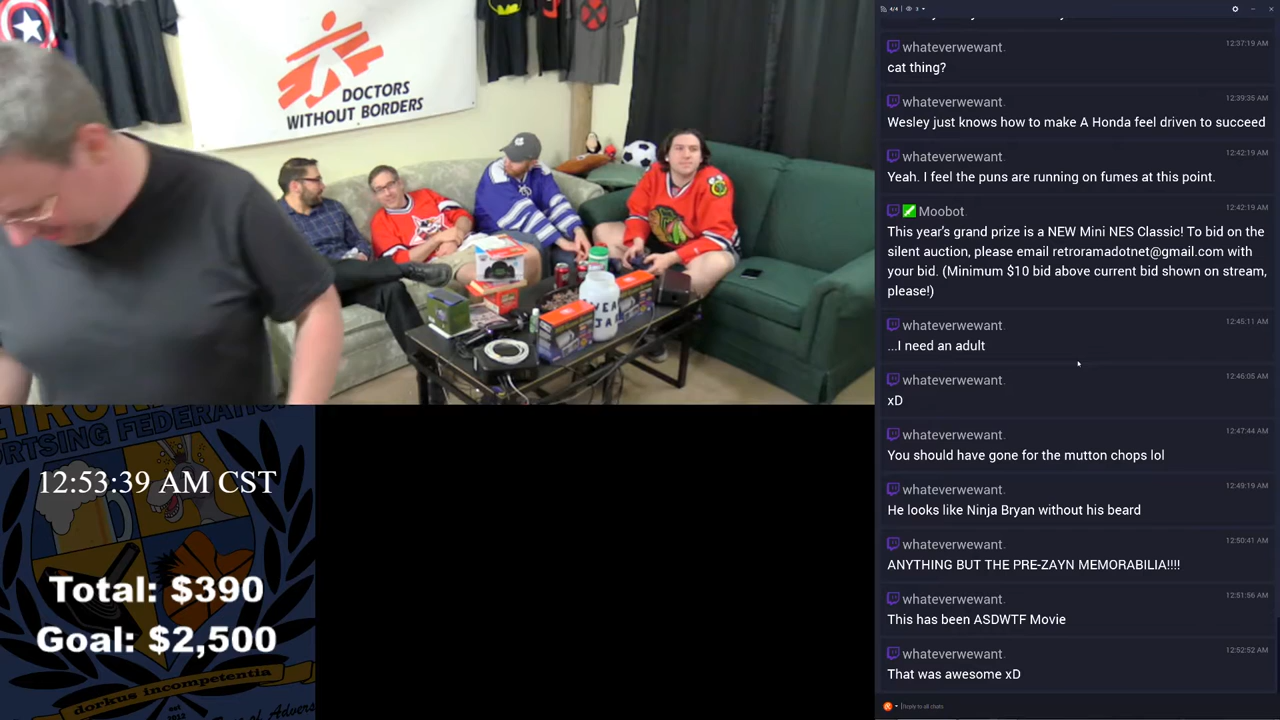 DOCTORS
WITHOUT BORDERS
12:53:39 AM CST
Total: $390
Goal: $2,500
dorkus incompetentia
4/4
3
whateverwewant.
12:37:19 AM
cat thing?
whateverwewant.
12:39:35 AM
Wesley just knows how to make A Honda feel driven to succeed
whateverwewant.
12:42:19 AM
Yeah. I feel the puns are running on fumes at this point.
Moobot.
12:42:19 AM
This year's grand prize is a NEW Mini NES Classic! To bid on the
silent auction, please email retroramadotnet@gmail.com with
your bid. (Minimum $10 bid above current bid shown on stream,
please!)
whateverwewant.
12:45:11 AM
...I need an adult
whateverwewant.
12:46:05 AM
xD
whateverwewant.
12:47:44 AM
You should have gone for the mutton chops lol
whateverwewant.
12:49:19 AM
He looks like Ninja Bryan without his beard
whateverwewant.
12:50:41 AM
ANYTHING BUT THE PRE-ZAYN MEMORABILIA!!!!
whateverwewant.
12:51:56 AM
This has been ASDWTF Movie
whateverwewant.
12:52:52 AM
That was awesome xD
Reply to all chats